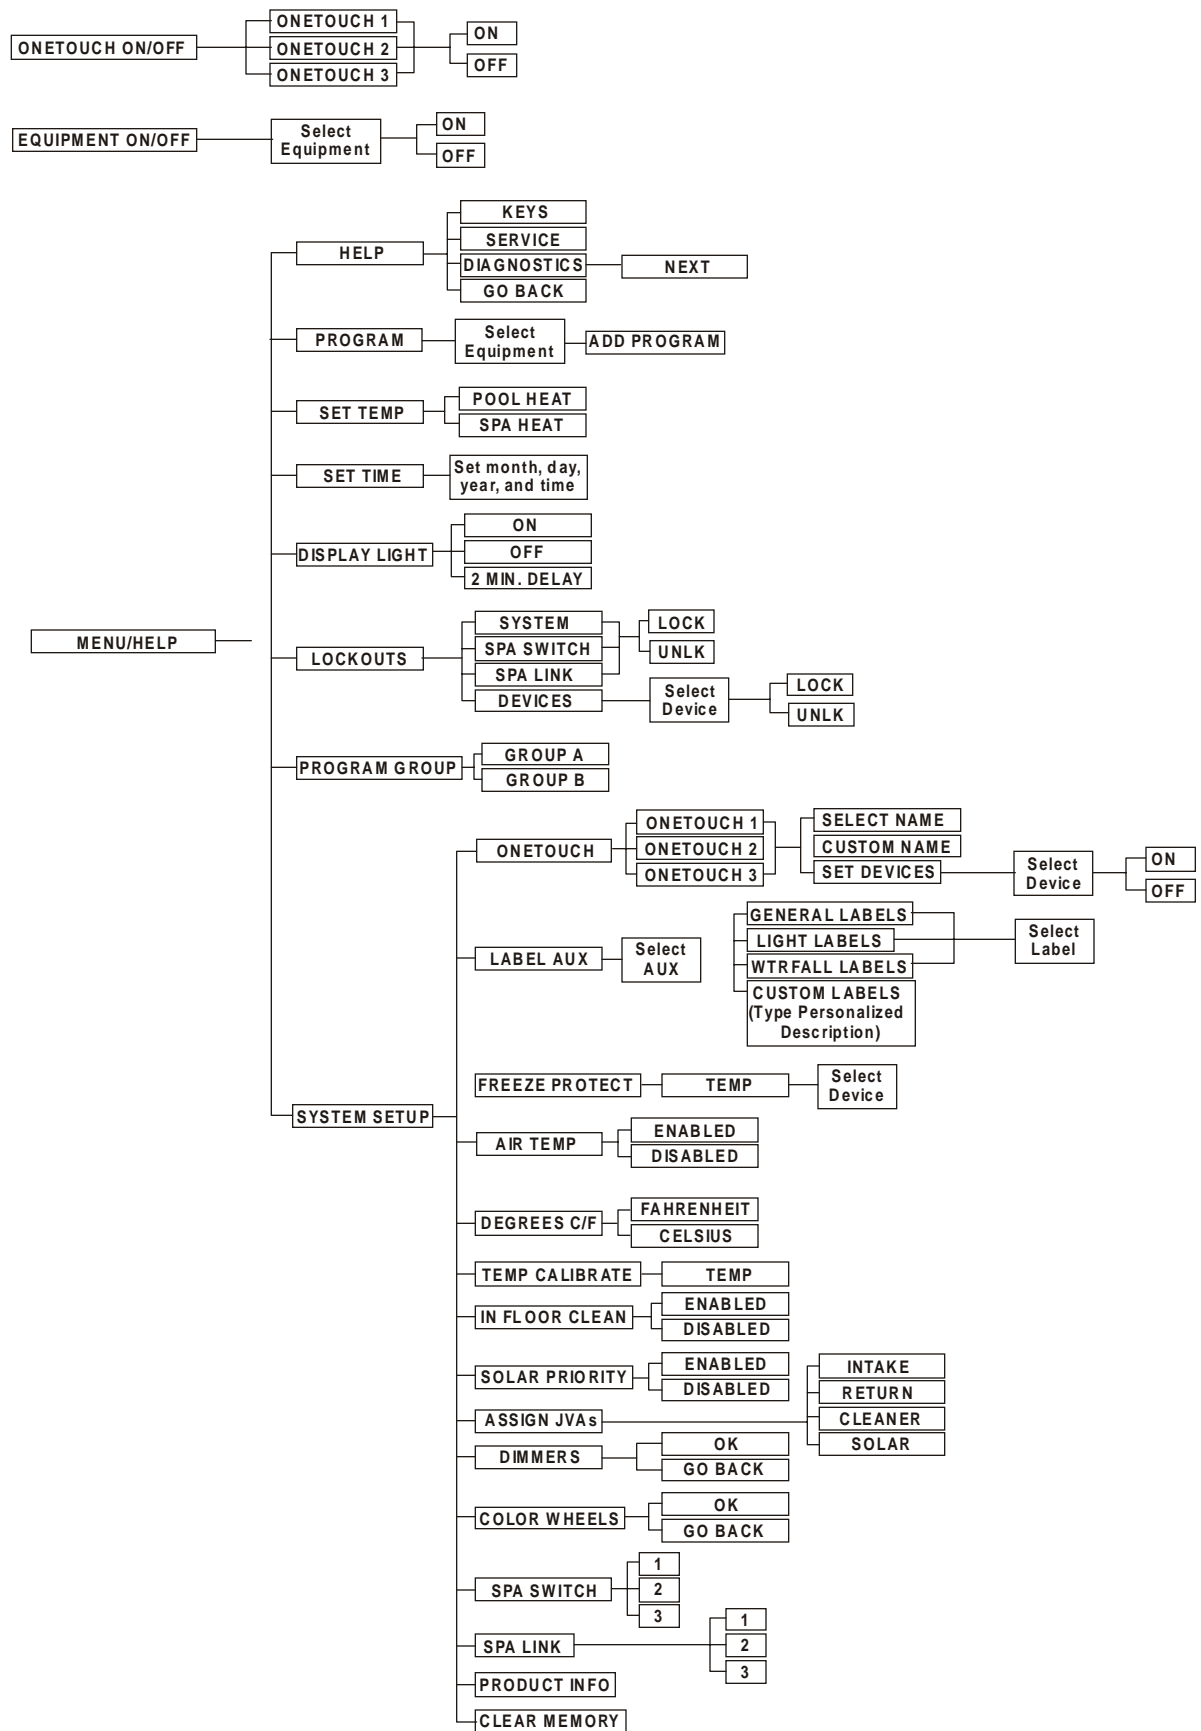 ONETOUCH ON/OFF
ONETOUCH 1
ONETOUCH 2
ONETOUCH 3
ON
OFF
EQUIPMENT ON/OFF
Select
Equipment
ON
OFF
MENU/HELP
HELP
KEYS
SERVICE
DIAGNOSTICS
NEXT
GO BACK
PROGRAM
Select
Equipment
ADD PROGRAM
SET TEMP
POOL HEAT
SPA HEAT
SET TIME
Set month, day,
year, and time
DISPLAY LIGHT
ON
OFF
2 MIN. DELAY
LOCKOUTS
SYSTEM
SPA SWITCH
SPA LINK
LOCK
UNLK
DEVICES
Select
Device
LOCK
UNLK
PROGRAM GROUP
GROUP A
GROUP B
SYSTEM SETUP
ONETOUCH
ONETOUCH 1
ONETOUCH 2
ONETOUCH 3
SELECT NAME
CUSTOM NAME
SET DEVICES
Select
Device
ON
OFF
LABEL AUX
Select
AUX
GENERAL LABELS
LIGHT LABELS
WTRFALL LABELS
CUSTOM LABELS
(Type Personalized
Description)
Select
Label
FREEZE PROTECT
TEMP
Select
Device
AIR TEMP
ENABLED
DISABLED
DEGREES C/F
FAHRENHEIT
CELSIUS
TEMP CALIBRATE
TEMP
IN FLOOR CLEAN
ENABLED
DISABLED
SOLAR PRIORITY
ENABLED
DISABLED
ASSIGN JVAs
INTAKE
RETURN
CLEANER
SOLAR
DIMMERS
OK
GO BACK
COLOR WHEELS
OK
GO BACK
SPA SWITCH
1
2
3
SPA LINK
1
2
3
PRODUCT INFO
CLEAR MEMORY